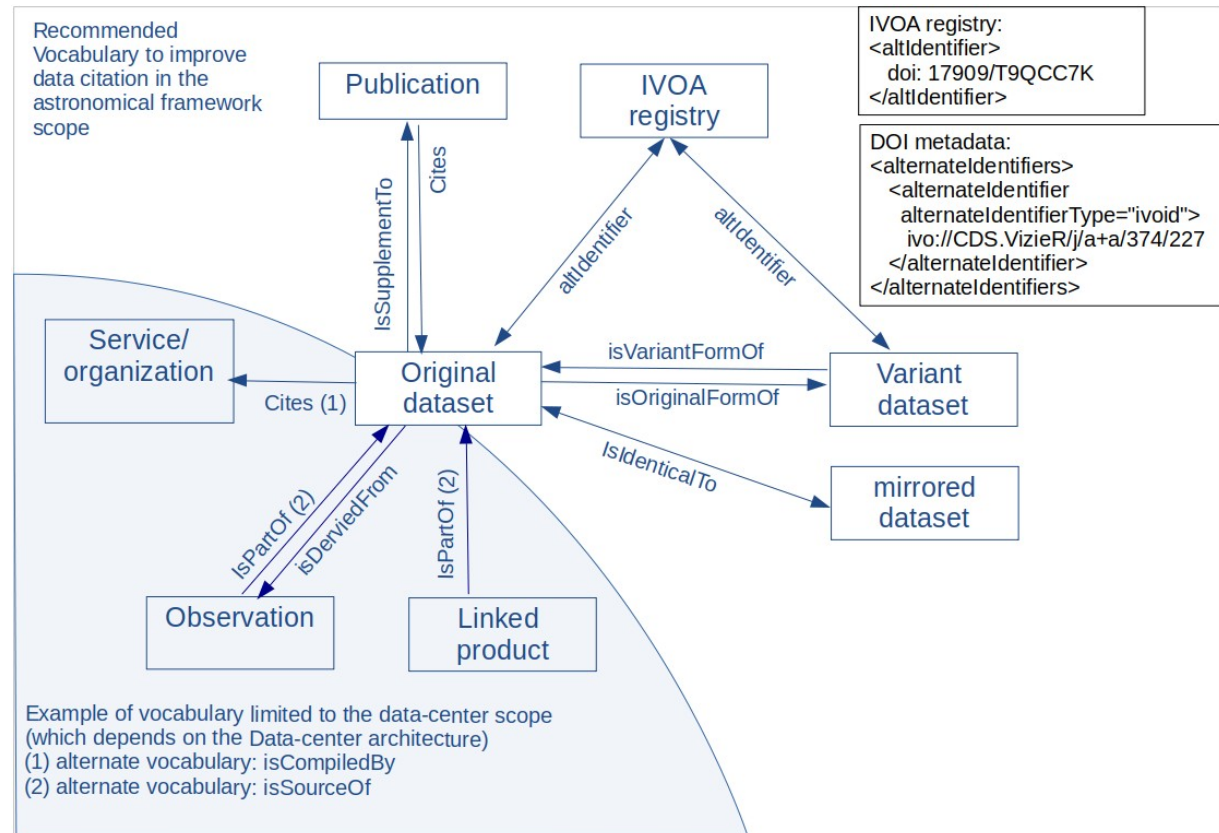 Recommended
Vocabulary to improve
data citation in the
astronomical framework
scope
Publication
IVOA
registry
IVOA registry:
<altIdentifier>
doi: 17909/T9QCC7K
</altIdentifier>
DOI metadata:
<alternateIdentifiers>
<alternateIdentifier
alternateIdentifierType="ivoid">
ivo://CDS.VizieR/j/a+a/374/227
</alternateIdentifier>
</alternateIdentifiers>
IsSupplementTo
Cites
altIdentifier
altIdentifier
Service/
organization
Cites (1)
Original
dataset
isVariantFormOf
isOriginalFormOf
Variant
dataset
IsIdenticalTo
mirrored
dataset
IsPartOf (2)
isDerviedFrom
IsPartOf (2)
Observation
Linked
product
Example of vocabulary limited to the data-center scope
(which depends on the Data-center architecture)
(1) alternate vocabulary: isCompiledBy
(2) alternate vocabulary: isSourceOf